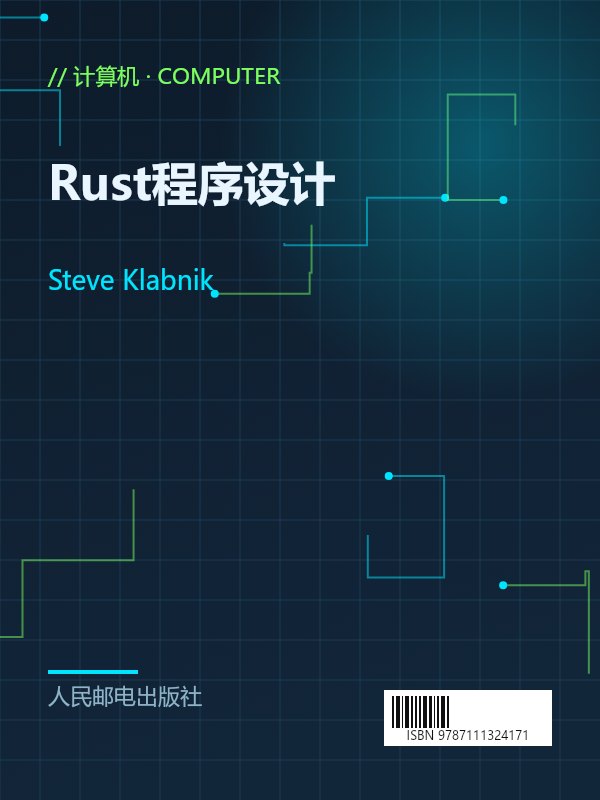 // 计算机 · COMPUTER
Rust程序设计
Steve Klabnik
人民邮电出版社
ISBN 9787111324171